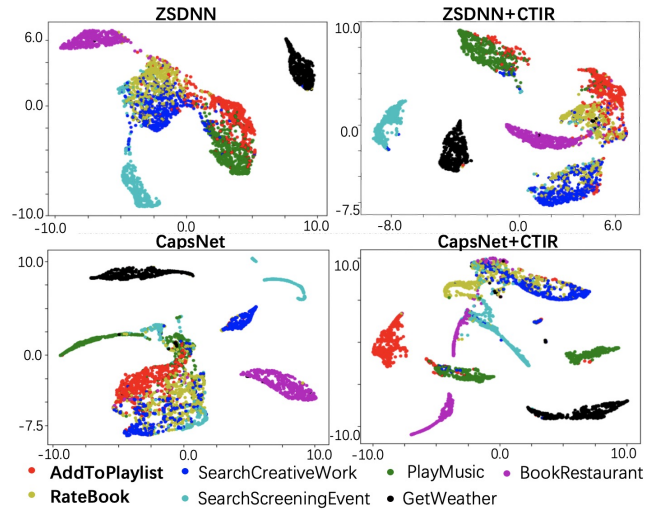 ZSDNN
ZSDNN+CTIR
6.0
0.0
-10.0
-10.0
0.0
10.0
10.0
0.0
-7.5
-8.0
0.0
6.0
CapsNet
CapsNet+CTIR
10.0
0.0
-7.5
-10.0
0.0
10.0
10.0
-10.0
-10.0
0.0
10.0
AddToPlaylist
SearchCreativeWork
PlayMusic
BookRestaurant
RateBook
SearchScreeningEvent
GetWeather